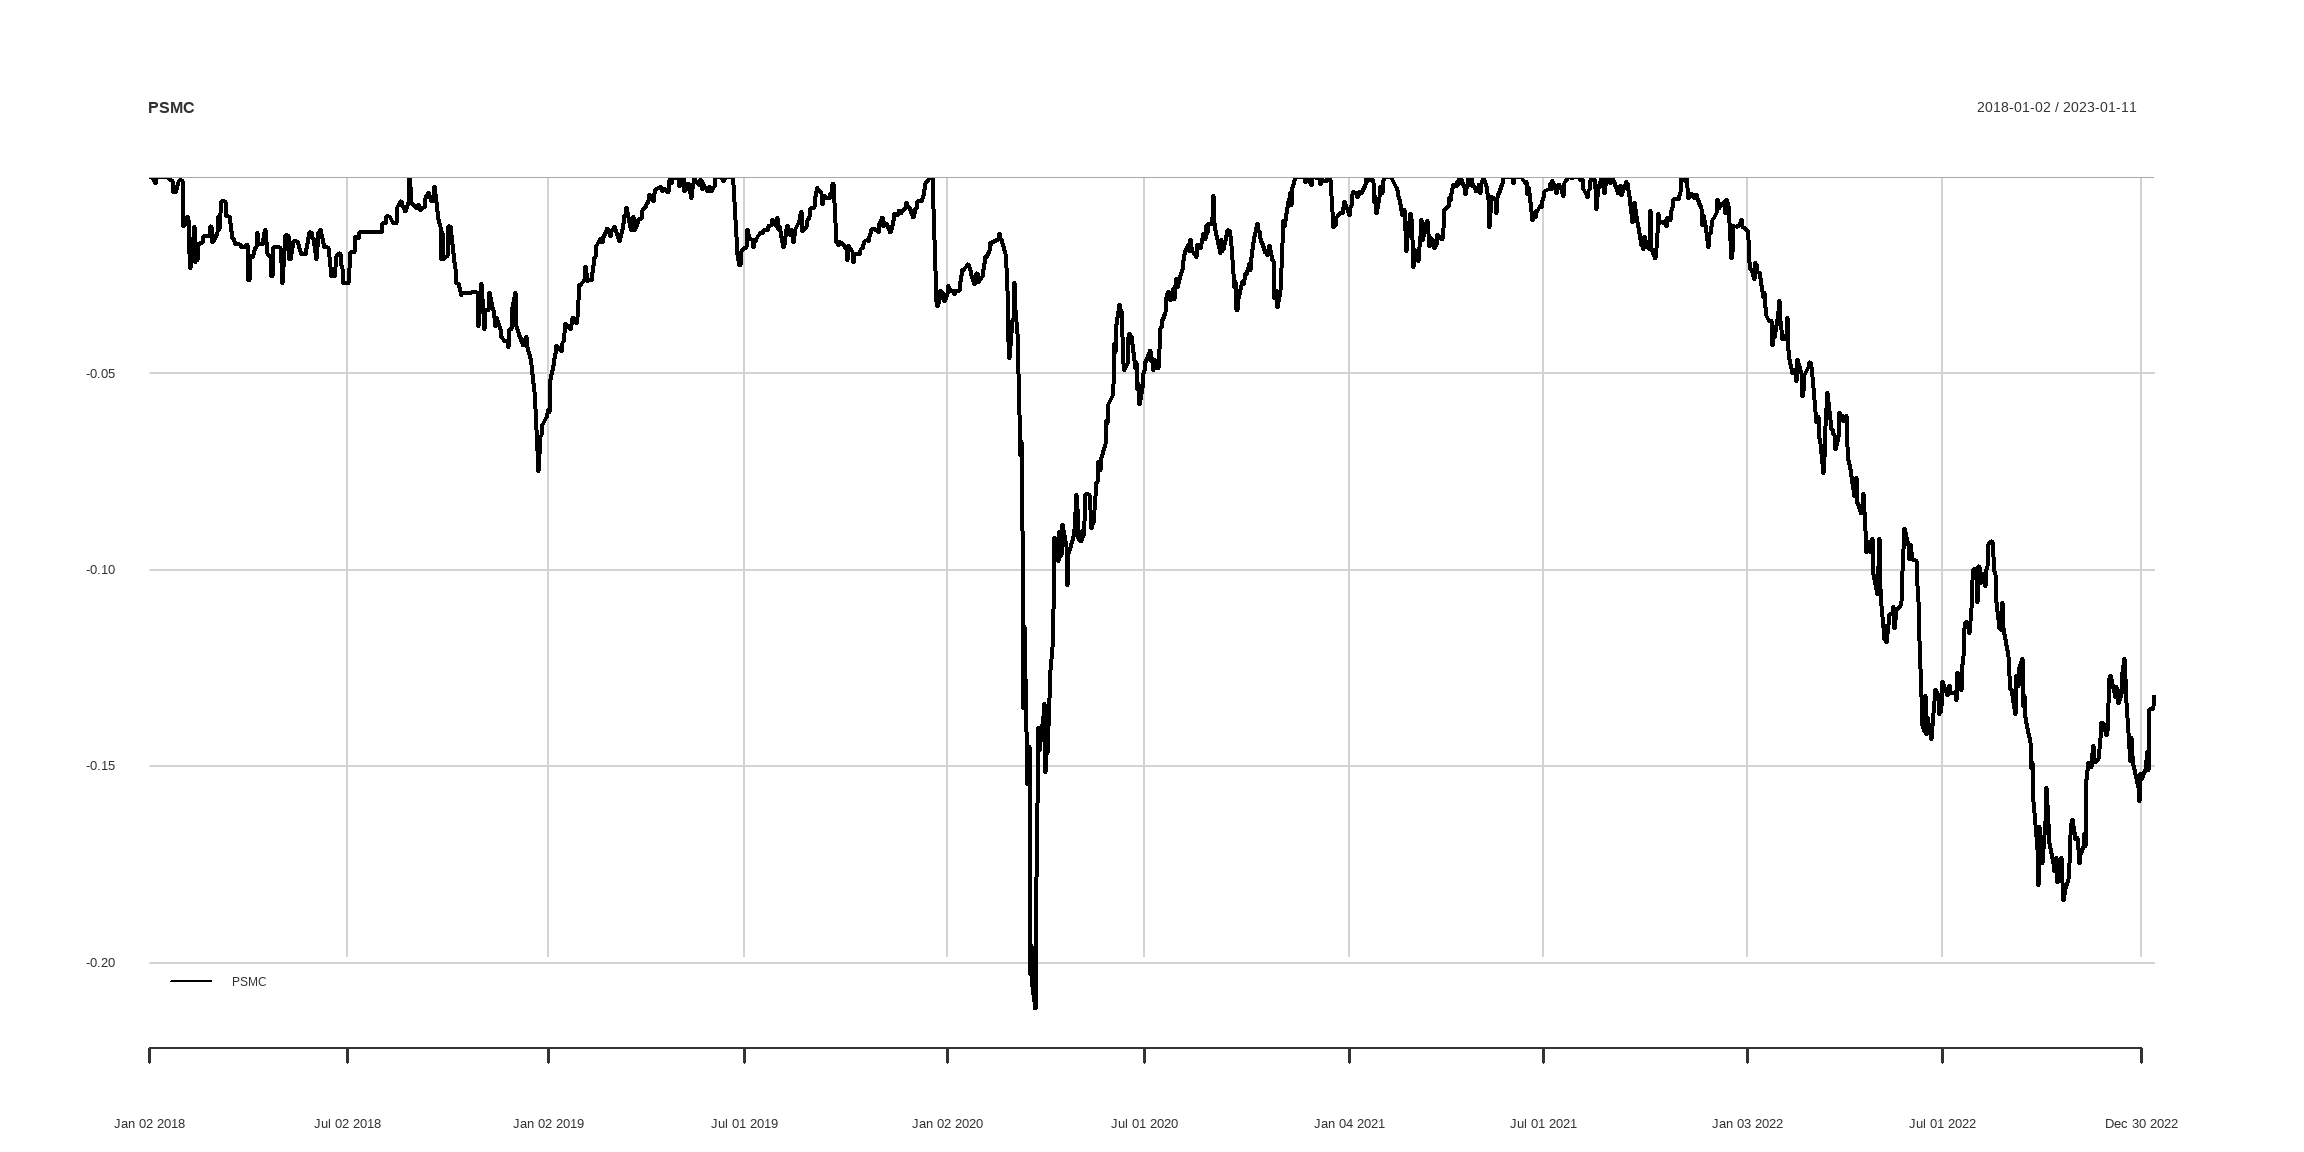 PSMC
2018-01-02 / 2023-01-11
-0.05
-0.10
-0.15
-0.20
PSMC
Jan 02 2018
Jul 02 2018
Jan 02 2019
Jul 01 2019
Jan 02 2020
Jul 01 2020
Jan 04 2021
Jul 01 2021
Jan 03 2022
Jul 01 2022
Dec 30 2022